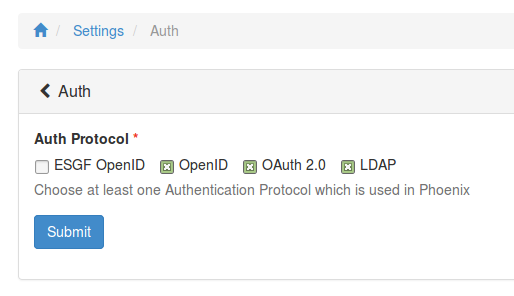 / Settings / Auth
Auth
Auth Protocol *
ESGF OpenID OpenID OAuth 2.0 LDAP
Choose at least one Authentication Protocol which is used in Phoenix
Submit